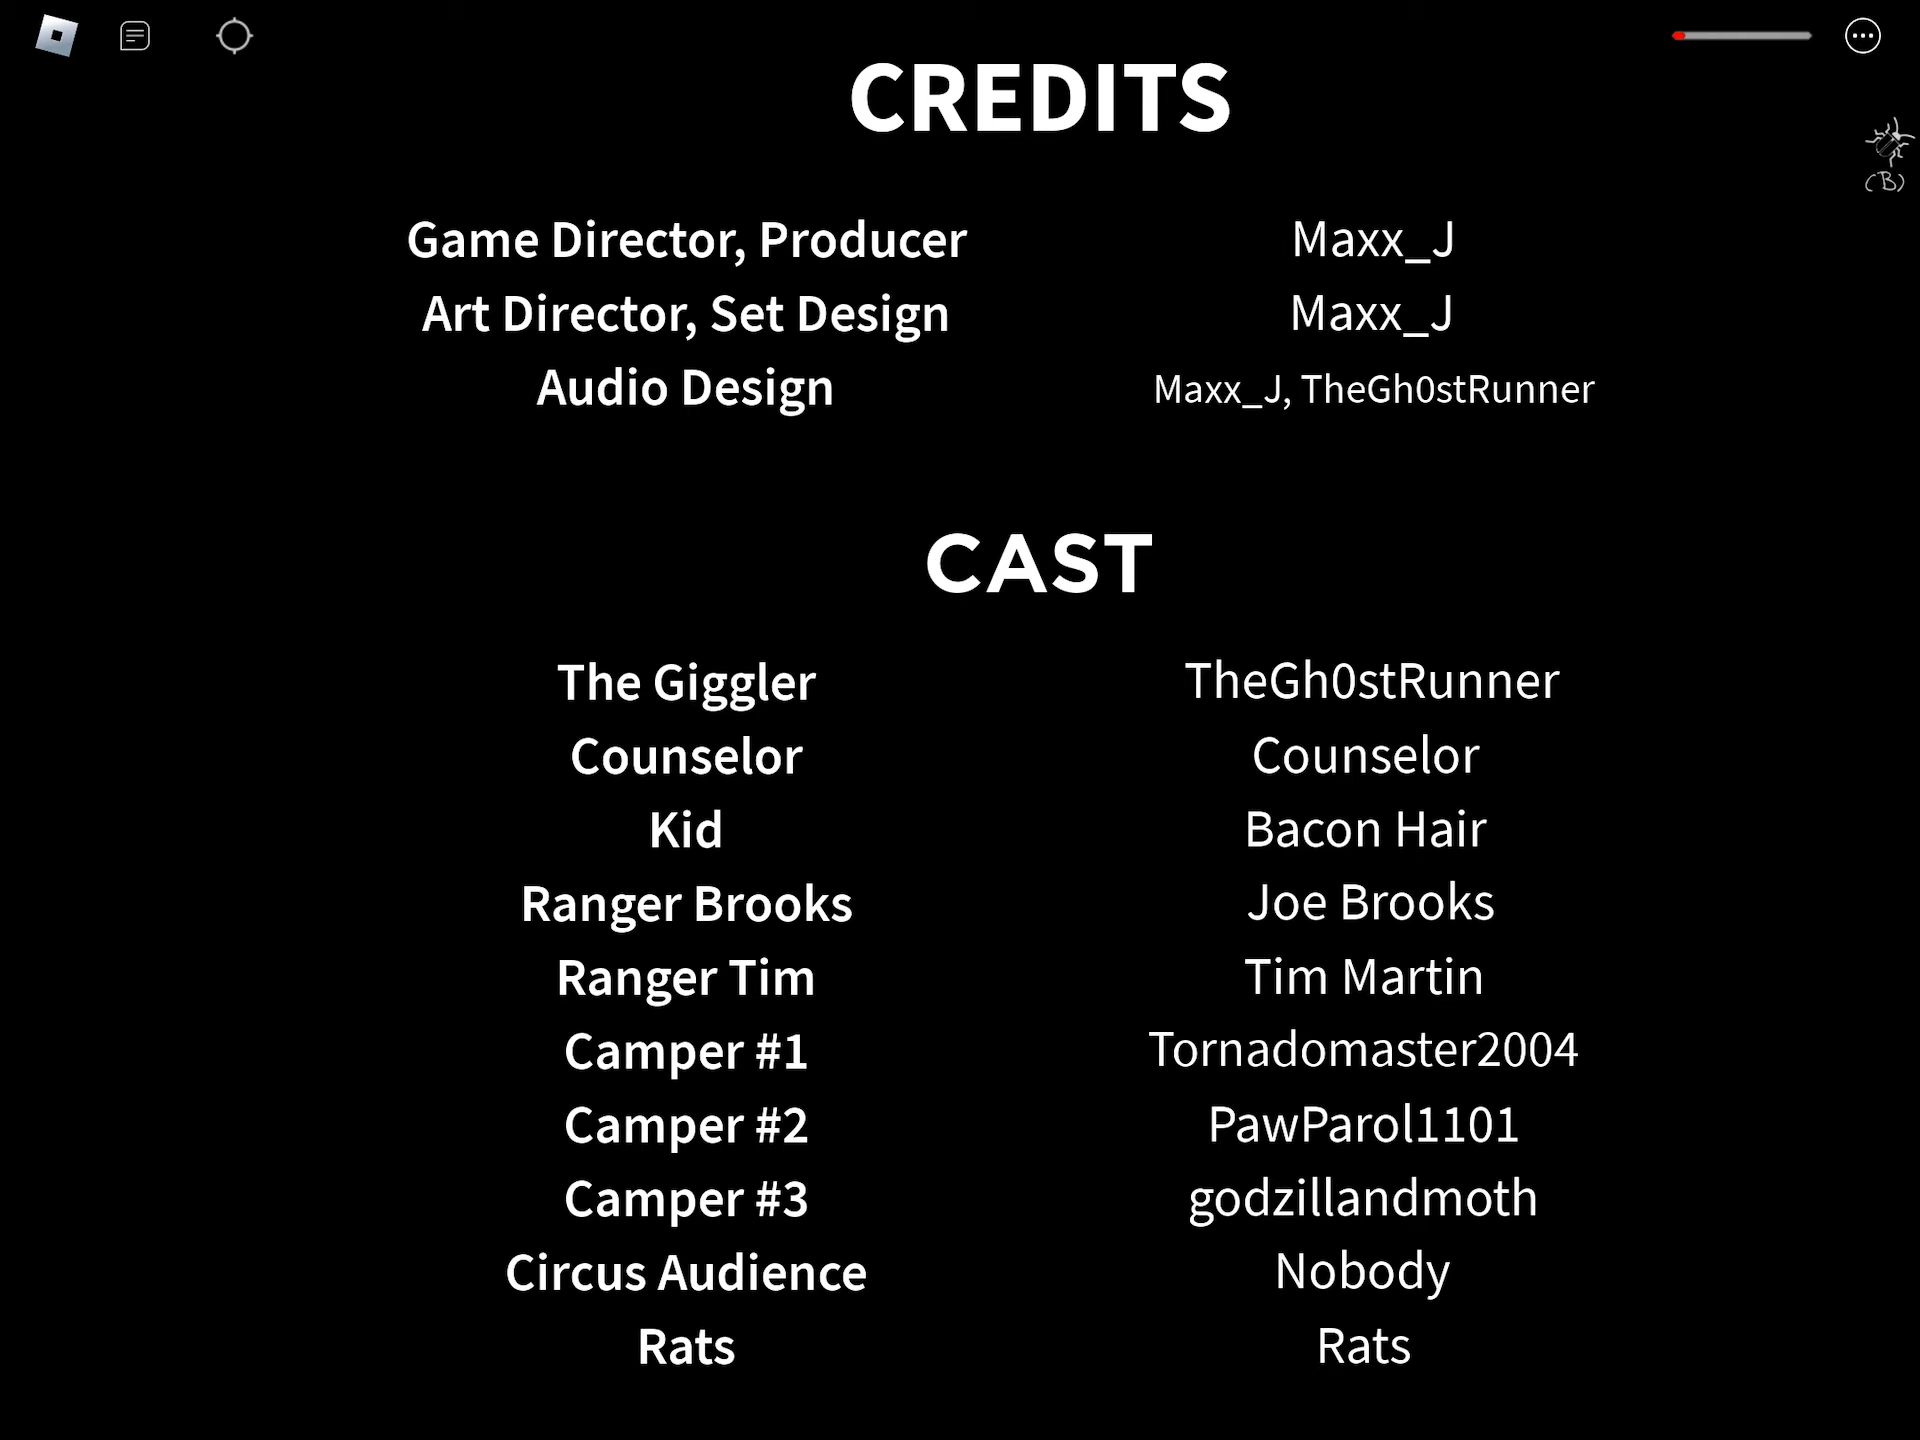 CREDITS
Game Director, Producer Maxx_J
Art Director, Set Design Maxx_J
Audio Design Maxx_J, TheGh0stRunner
CAST
The Giggler TheGh0stRunner
Counselor Counselor
Kid Bacon Hair
Ranger Brooks Joe Brooks
Ranger Tim Tim Martin
Camper #1 Tornadomaster2004
Camper #2 PawParol1101
Camper #3 godzillandmoth
Circus Audience Nobody
Rats Rats
(B)